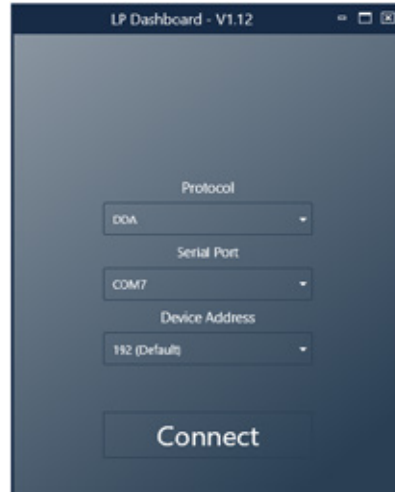 LP Dashboard - V1.12
Protocol
DDA
Serial Port
COM7
Device Address
192 (Default)
Connect